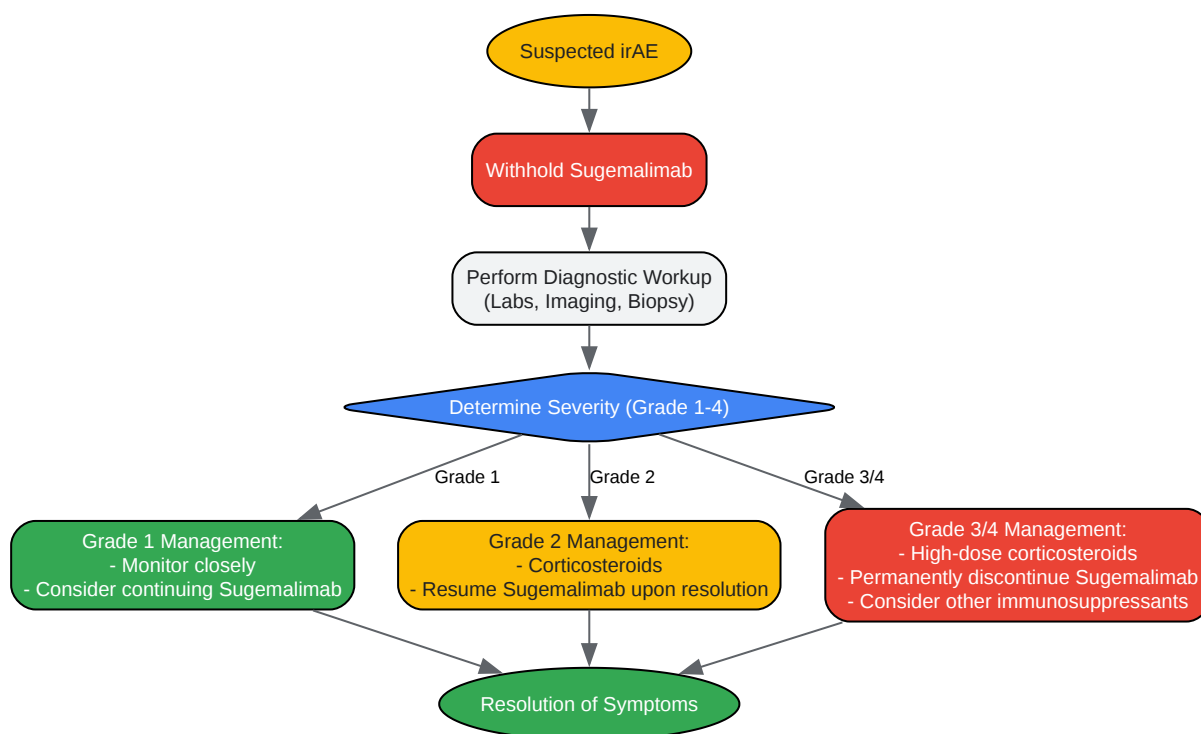 Suspected irAE
Withhold Sugemalimab
Perform Diagnostic Workup
(Labs, Imaging, Biopsy)
Determine Severity (Grade 1-4)
Grade 1
Grade 2
Grade 3/4
Grade 1 Management:
- Monitor closely
- Consider continuing Sugemalimab
Grade 2 Management:
- Corticosteroids
- Resume Sugemalimab upon resolution
Grade 3/4 Management:
- High-dose corticosteroids
- Permanently discontinue Sugemalimab
- Consider other immunosuppressants
Resolution of Symptoms